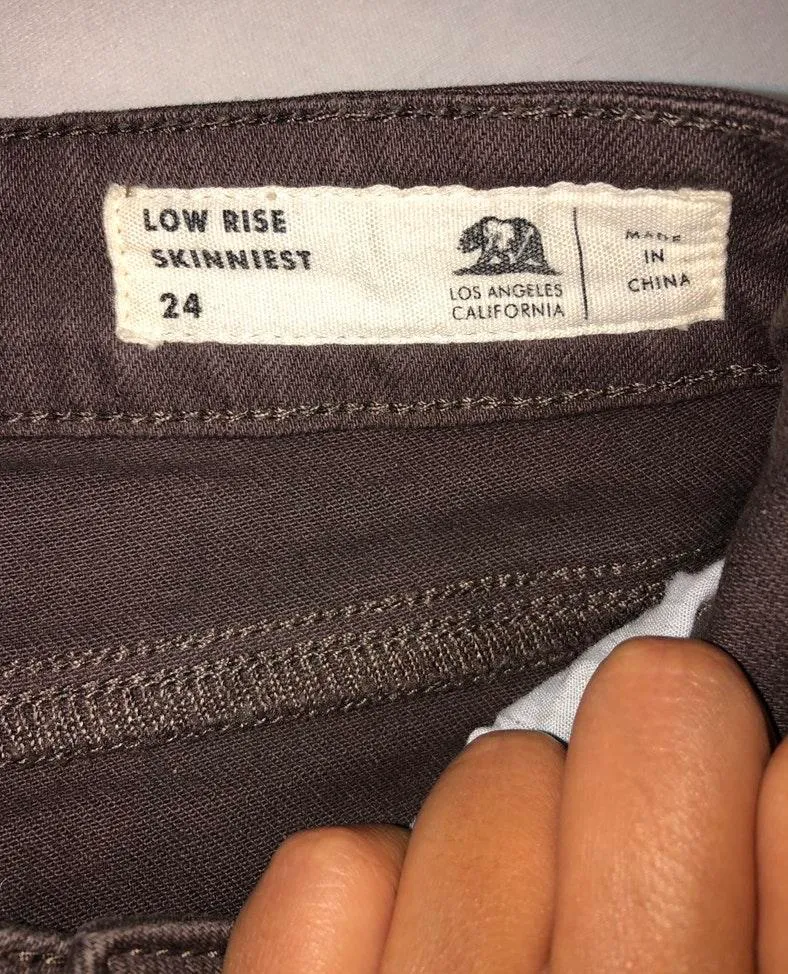 LOW RISE
SKINNIEST
24
LOS ANGELES
CALIFORNIA
MADE
IN
CHINA